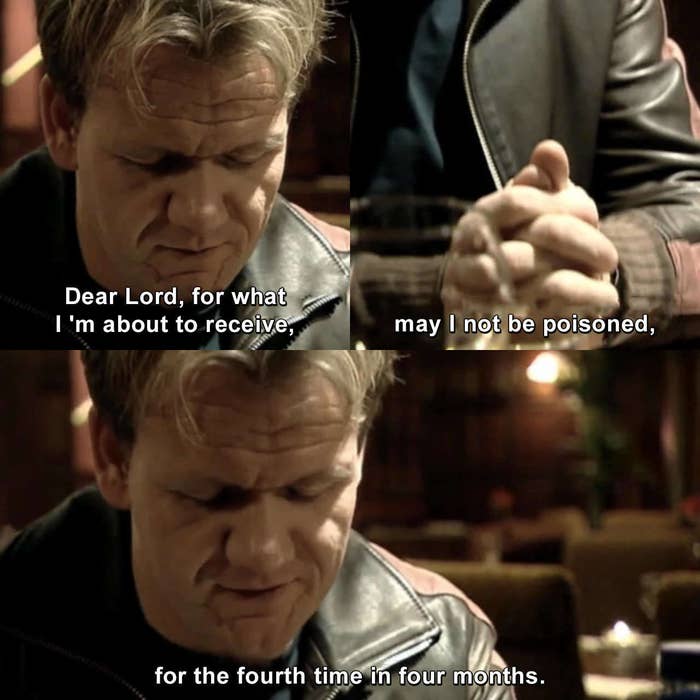 Dear Lord, for what
I 'm about to receive,
may I not be poisoned,
for the fourth time in four months.